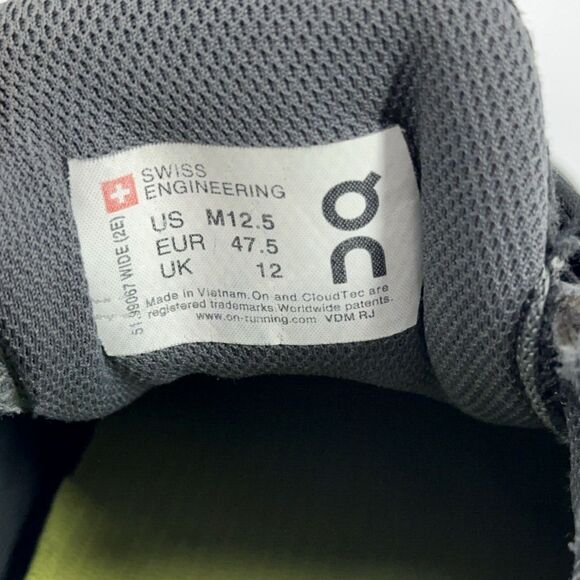 SWISS
ENGINEERING
US M12.5
EUR 47.5
UK 12
Made in Vietnam. On and CloudTec are
registered trademarks. Worldwide patents.
www.on-running.com VDM RJ
51.99067 WIDE (2E)
On